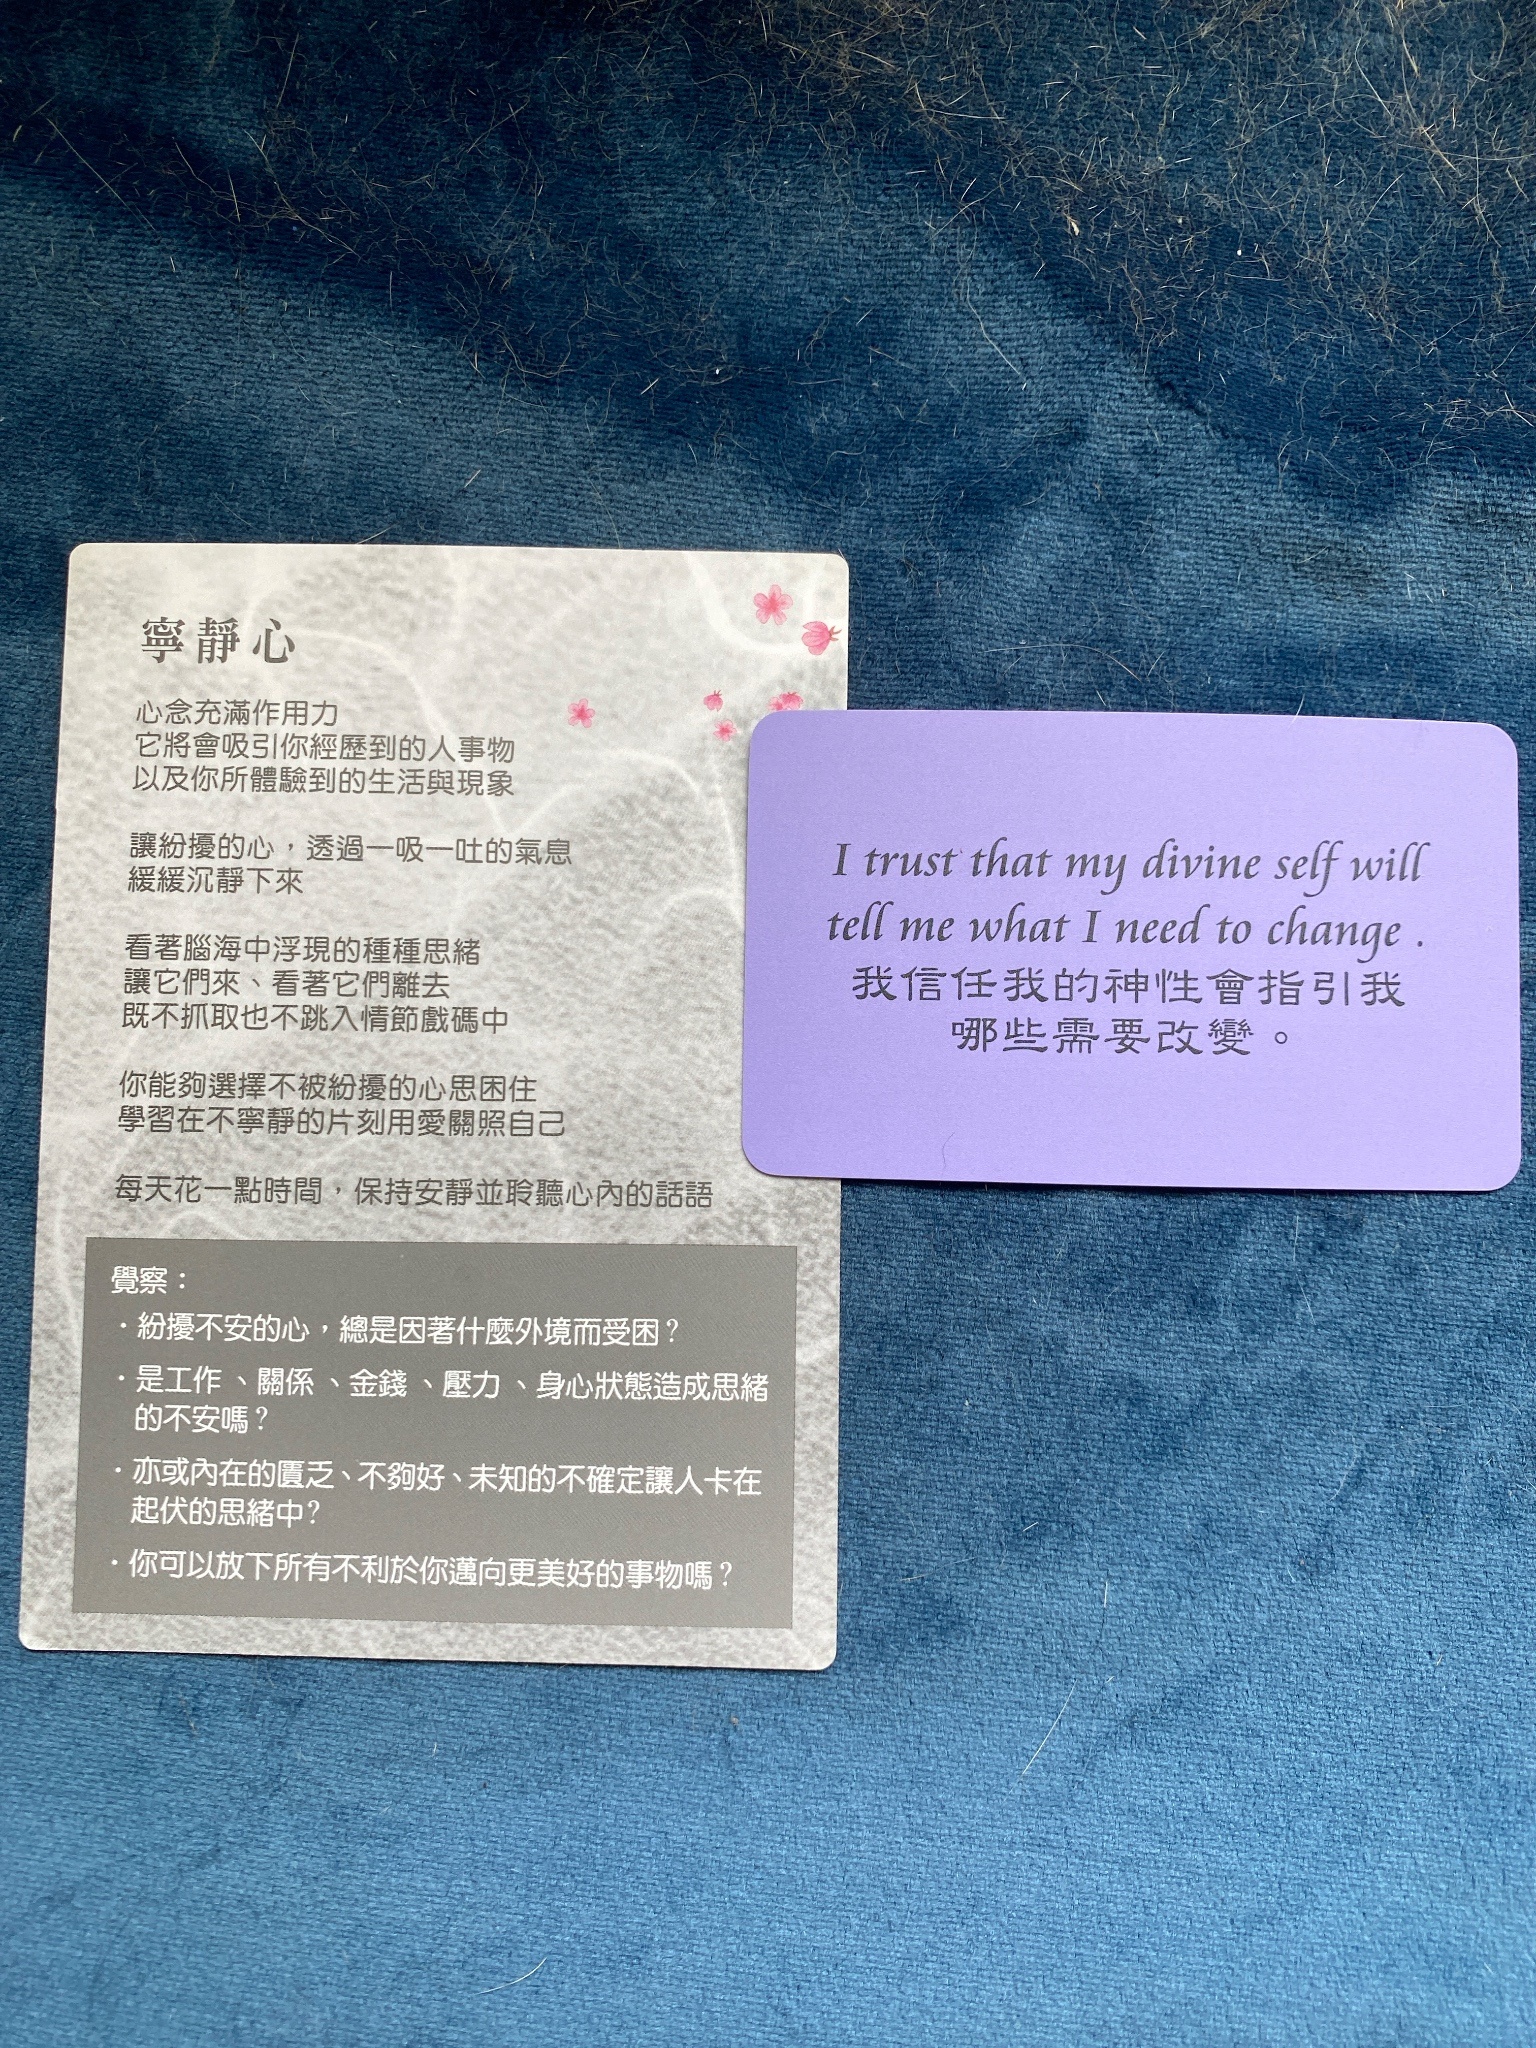 寧靜心
心念充滿作用力
它將會吸引你經歷到的人事物
以及你所體驗到的生活與現象
讓紛擾的心，透過一吸一吐的氣息
緩緩沉靜下來
看著腦海中浮現的種種思緒
讓它們來、看著它們離去
既不抓取也不跳入情節戲碼中
你能夠選擇不被紛擾的心思困住
學習在不寧靜的片刻用愛關照自己
每天花一點時間，保持安靜並聆聽心內的話語
覺察：
・紛擾不安的心，總是因著什麼外境而受困？
・是工作、關係、金錢、壓力、身心狀態造成思緒
的不安嗎？
・亦或內在的匱乏、不夠好、未知的不確定讓人卡在
起伏的思緒中？
・你可以放下所有不利於你邁向更美好的事物嗎？
I trust that my divine self will
tell me what I need to change .
我信任我的神性會指引我
哪些需要改變。